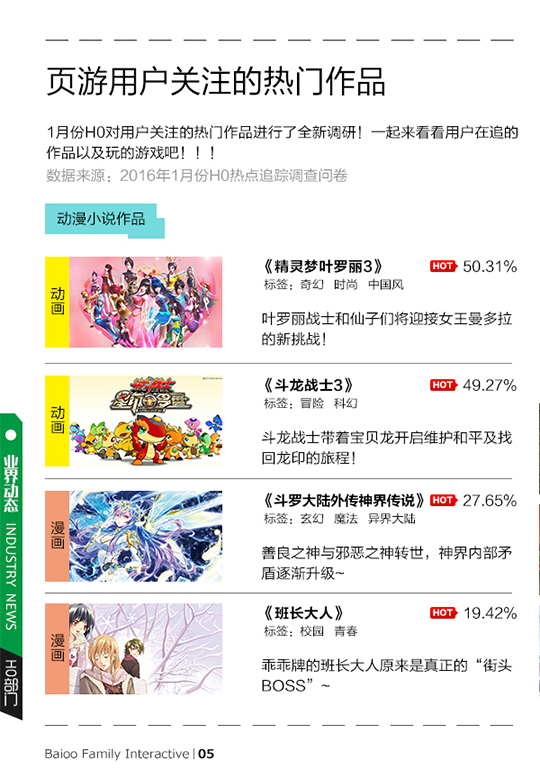 页游用户关注的热门作品
1月份H0对用户关注的热门作品进行了全新调研！一起来看看用户在追的
作品以及玩的游戏吧！！！
数据来源：2016年1月份H0热点追踪调查问卷
动漫小说作品
动画
《精灵梦叶罗丽3》 HOT 50.31%
标签：奇幻 时尚 中国风
叶罗丽战士和仙子们将迎接女王曼多拉
的新挑战！
动画
《斗龙战士3》 HOT 49.27%
标签：冒险 科幻
斗龙战士带着宝贝龙开启维护和平及找
回龙印的旅程！
漫画
《斗罗大陆外传神界传说》 HOT 27.65%
标签：玄幻 魔法 异界大陆
善良之神与邪恶之神转世，神界内部矛
盾逐渐升级~
漫画
《班长大人》 HOT 19.42%
标签：校园 青春
乖乖牌的班长大人原来是真正的“街头
BOSS”~
业界动态 INDUSTRY NEWS
H0部门
Baioo Family Interactive | 05